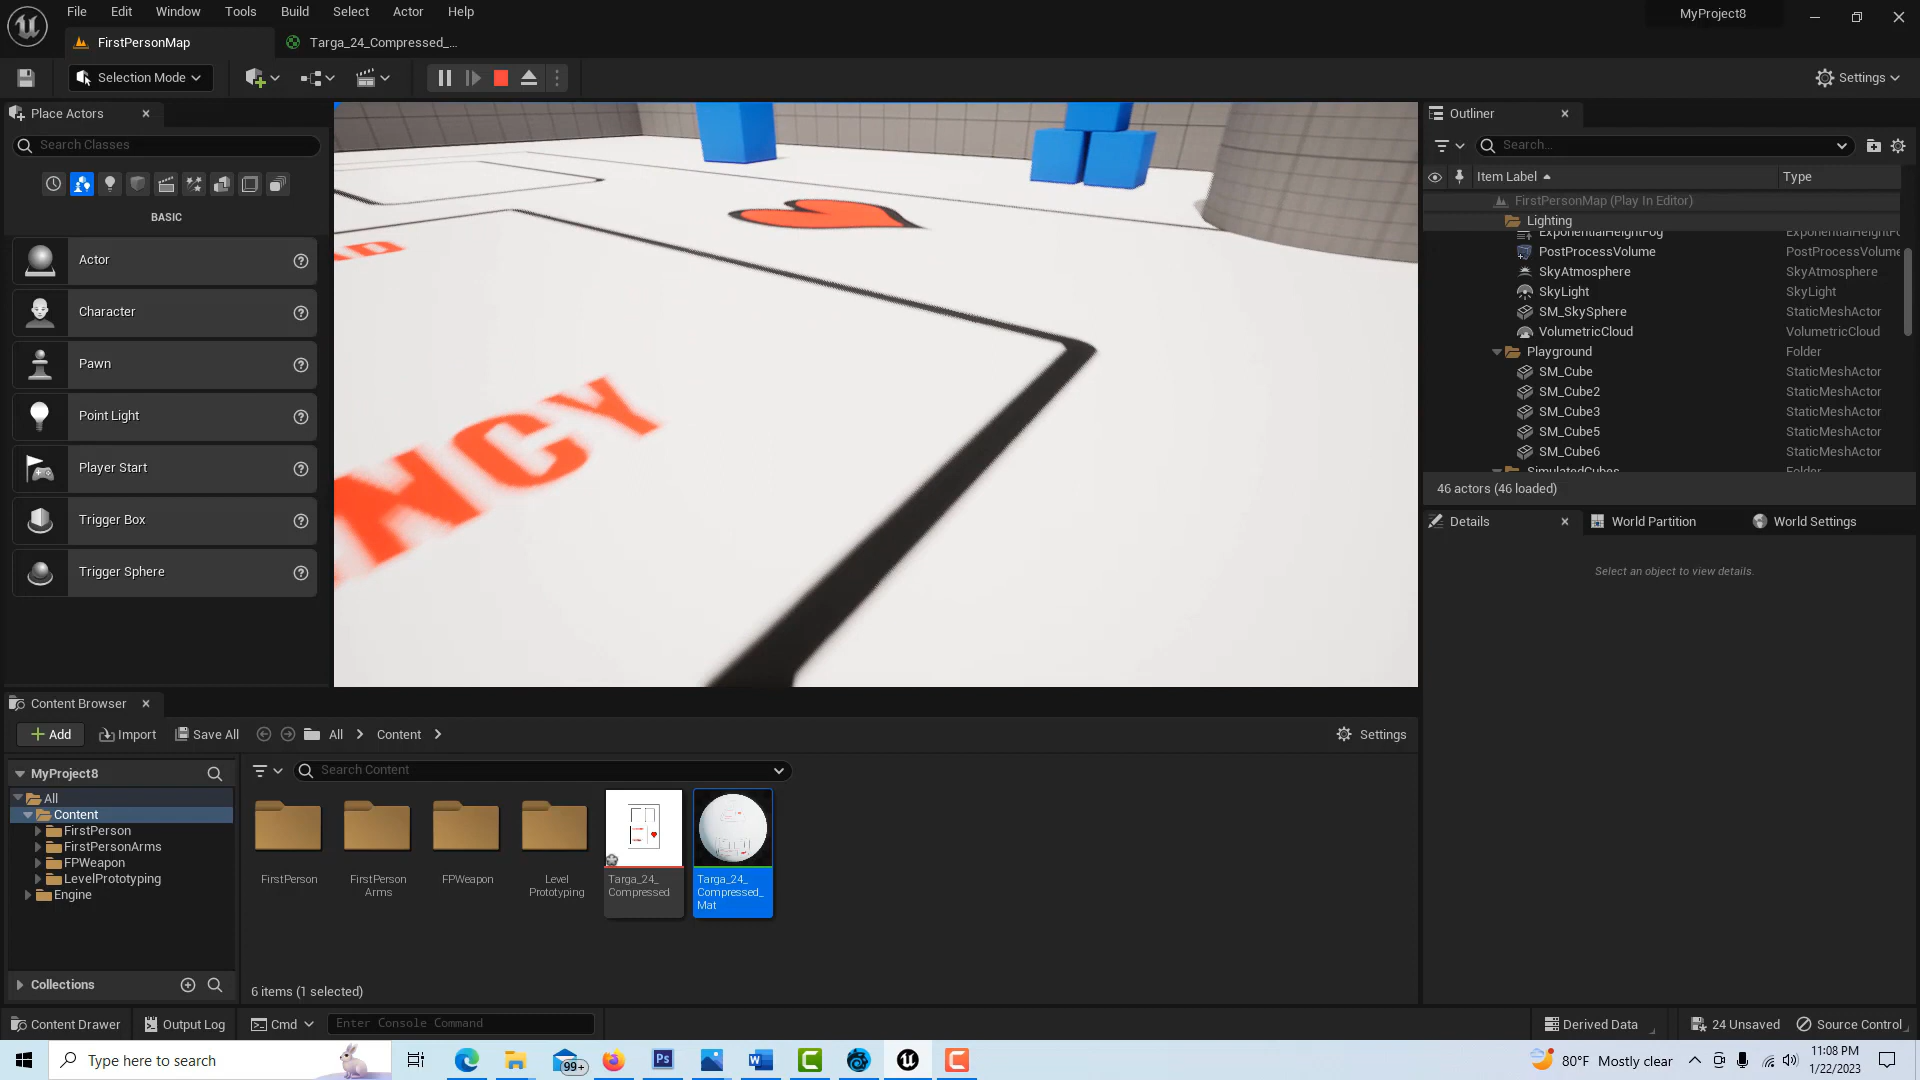 File Edit Window Tools Build Select Actor Help
MyProject8
FirstPersonMap
Targa_24_Compressed_...
Selection Mode
Settings
Place Actors
Search Classes
BASIC
Actor
Character
Pawn
Point Light
Player Start
Trigger Box
Trigger Sphere
NCY
Outliner
Search...
Item Label Type
FirstPersonMap (Play In Editor)
Lighting
ExponentialHeightFog ExponentialHeightFo
PostProcessVolume PostProcessVolume
SkyAtmosphere SkyAtmosphere
SkyLight SkyLight
SM_SkySphere StaticMeshActor
VolumetricCloud VolumetricCloud
Playground Folder
SM_Cube StaticMeshActor
SM_Cube2 StaticMeshActor
SM_Cube3 StaticMeshActor
SM_Cube5 StaticMeshActor
SM_Cube6 StaticMeshActor
SimulatedCubes Folder
46 actors (46 loaded)
Details World Partition World Settings
Select an object to view details.
Content Browser
Add Import Save All All Content Settings
MyProject8
Search Content
All
Content
FirstPerson
FirstPersonArms
FPWeapon
LevelPrototyping
Engine
Collections
FirstPerson
FirstPerson
Arms
FPWeapon
Level
Prototyping
Targa_24_
Compressed
Targa_24_
Compressed_
Mat
6 items (1 selected)
Content Drawer Output Log Cmd Enter Console Command Derived Data 24 Unsaved Source Control
Type here to search
99+
Ps
80°F Mostly clear
11:08 PM
1/22/2023